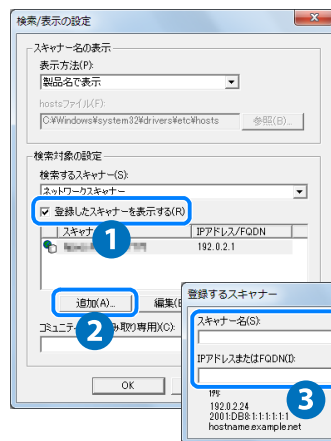 検索/表示の設定
スキャナー名の表示
表示方法(P):
製品名で表示
hostsファイル(F):
C:¥Windows¥system32¥drivers¥etc¥hosts
参照(B)...
検索対象の設定
検索するスキャナー(S):
ネットワークスキャナー
登録したスキャナーを表示する(R)
1
スキャナ
IPアドレス/FQDN
192.0.2.1
追加(A)...
編集(E
2
コミュニテ
み取り専用)(C):
OK
登録するスキャナー
スキャナー名(S):
IPアドレスまたはFQDN(I):
3
例:
192.0.2.24
2001:DB8:1:1:1:1:1:1
hostname.example.net